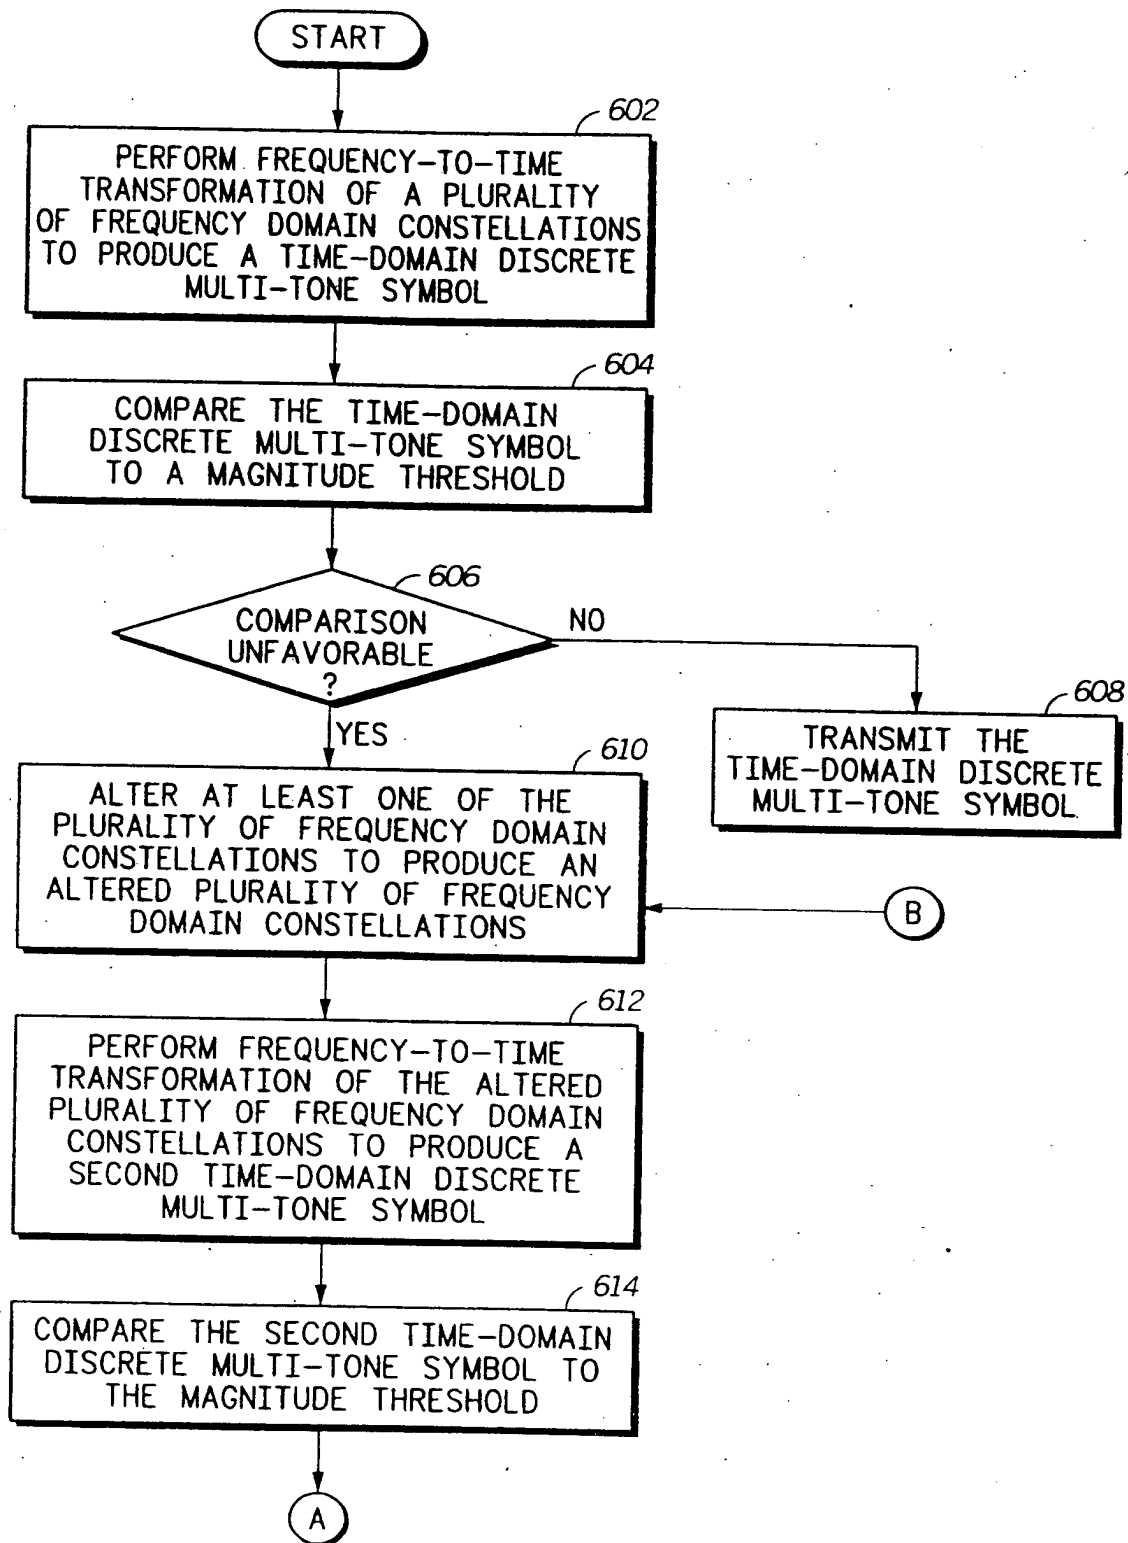 START
602
PERFORM FREQUENCY-TO-TIME
TRANSFORMATION OF A PLURALITY
OF FREQUENCY DOMAIN CONSTELLATIONS
TO PRODUCE A TIME-DOMAIN DISCRETE
MULTI-TONE SYMBOL
604
COMPARE THE TIME-DOMAIN
DISCRETE MULTI-TONE SYMBOL
TO A MAGNITUDE THRESHOLD
606
COMPARISON
UNFAVORABLE
?
NO
YES
608
TRANSMIT THE
TIME-DOMAIN DISCRETE
MULTI-TONE SYMBOL
610
ALTER AT LEAST ONE OF THE
PLURALITY OF FREQUENCY DOMAIN
CONSTELLATIONS TO PRODUCE AN
ALTERED PLURALITY OF FREQUENCY
DOMAIN CONSTELLATIONS
B
612
PERFORM FREQUENCY-TO-TIME
TRANSFORMATION OF THE ALTERED
PLURALITY OF FREQUENCY DOMAIN
CONSTELLATIONS TO PRODUCE A
SECOND TIME-DOMAIN DISCRETE
MULTI-TONE SYMBOL
614
COMPARE THE SECOND TIME-DOMAIN
DISCRETE MULTI-TONE SYMBOL TO
THE MAGNITUDE THRESHOLD
A